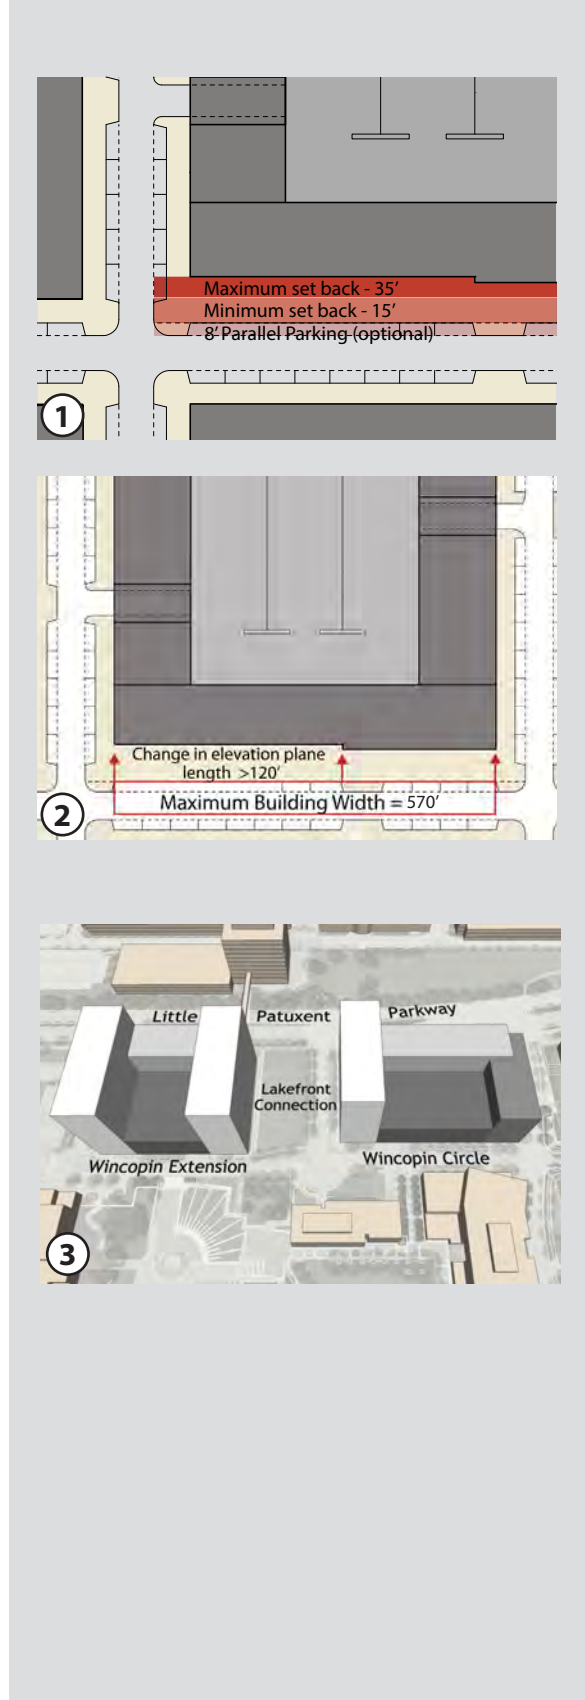 Maximum set back - 35’
Minimum set back - 15’
8’ Parallel Parking (optional)
1
Change in elevation plane
length >120’
Maximum Building Width = 570’
2
Little Patuxent Parkway
Lakefront
Connection
Wincopin Extension
Wincopin Circle
3